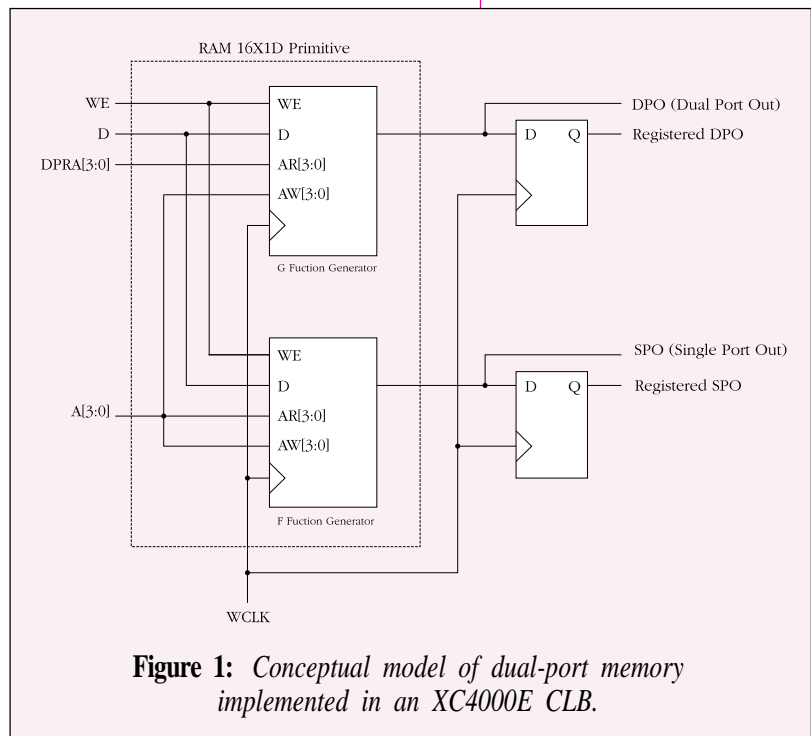 RAM 16X1D Primitive
WE
D
DPRA[3:0]
WE
D
AR[3:0]
AW[3:0]
G Fuction Generator
DPO (Dual Port Out)
D Q
Registered DPO
A[3:0]
WE
D
AR[3:0]
AW[3:0]
F Fuction Generator
SPO (Single Port Out)
D Q
Registered SPO
WCLK
Figure 1: Conceptual model of dual-port memory
implemented in an XC4000E CLB.